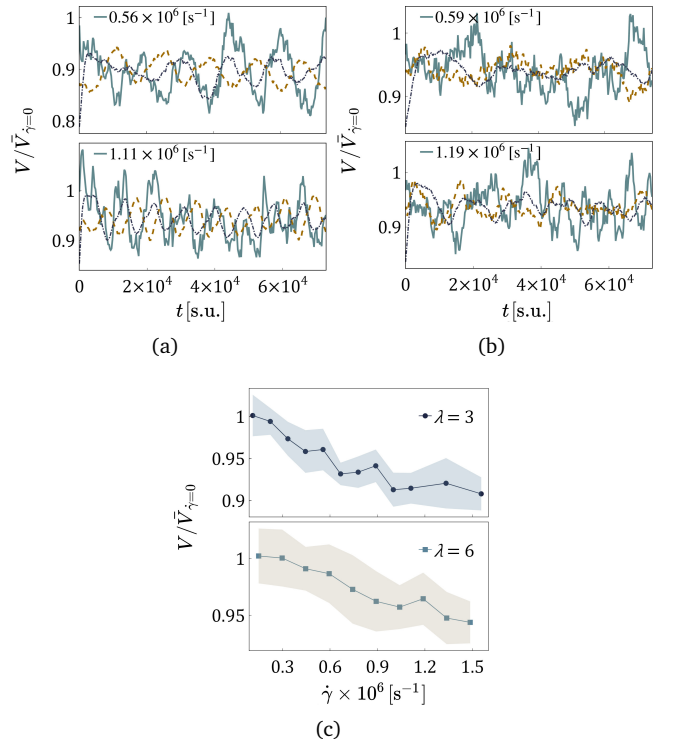 0.56 × 10⁶ [s⁻¹]
1
0.9
0.8
V/V̄γ̇=0
1.11 × 10⁶ [s⁻¹]
1
0.9
0 2×10⁴ 4×10⁴ 6×10⁴
t [s.u.]
(a)
0.59 × 10⁶ [s⁻¹]
1
0.9
V/V̄γ̇=0
1.19 × 10⁶ [s⁻¹]
1
0.9
0 2×10⁴ 4×10⁴ 6×10⁴
t [s.u.]
(b)
λ = 3
1
0.95
0.9
V/V̄γ̇=0
λ = 6
1
0.95
0.3 0.6 0.9 1.2 1.5
γ̇ × 10⁶ [s⁻¹]
(c)